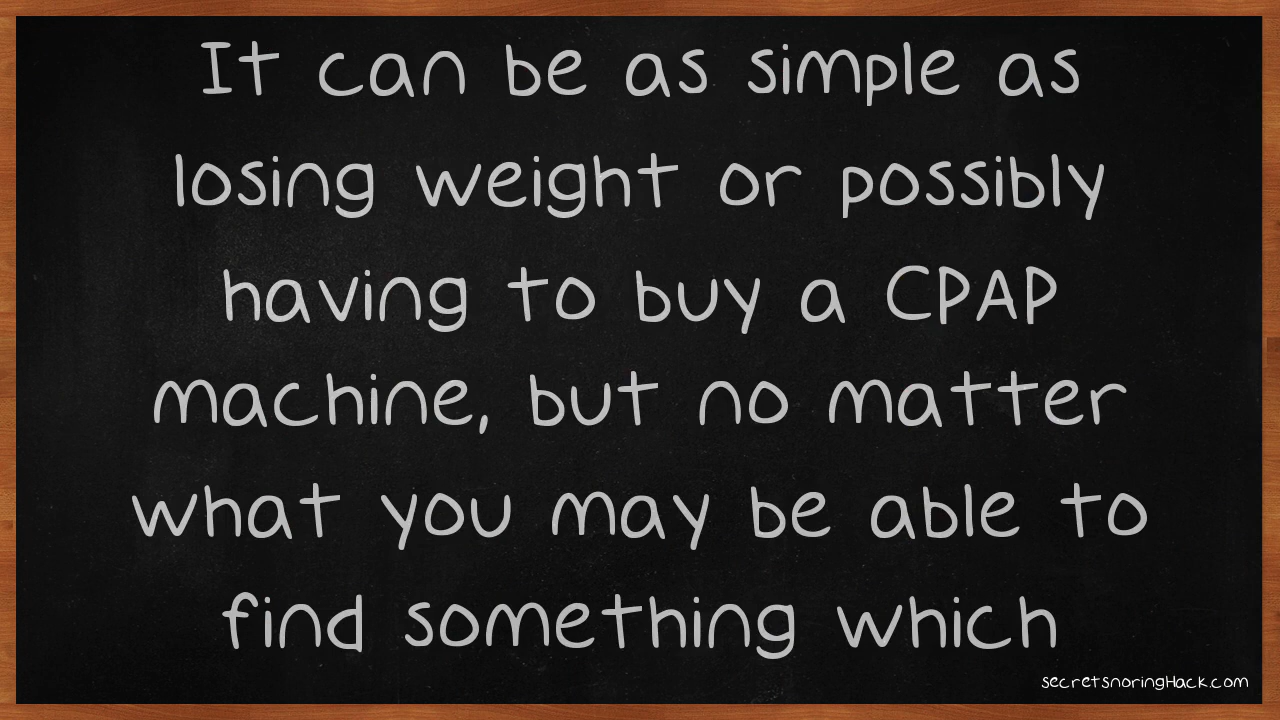 It can be as simple as
losing weight or possibly
having to buy a CPAP
machine, but no matter
what you may be able to
find something which
secretsnoringHack.com